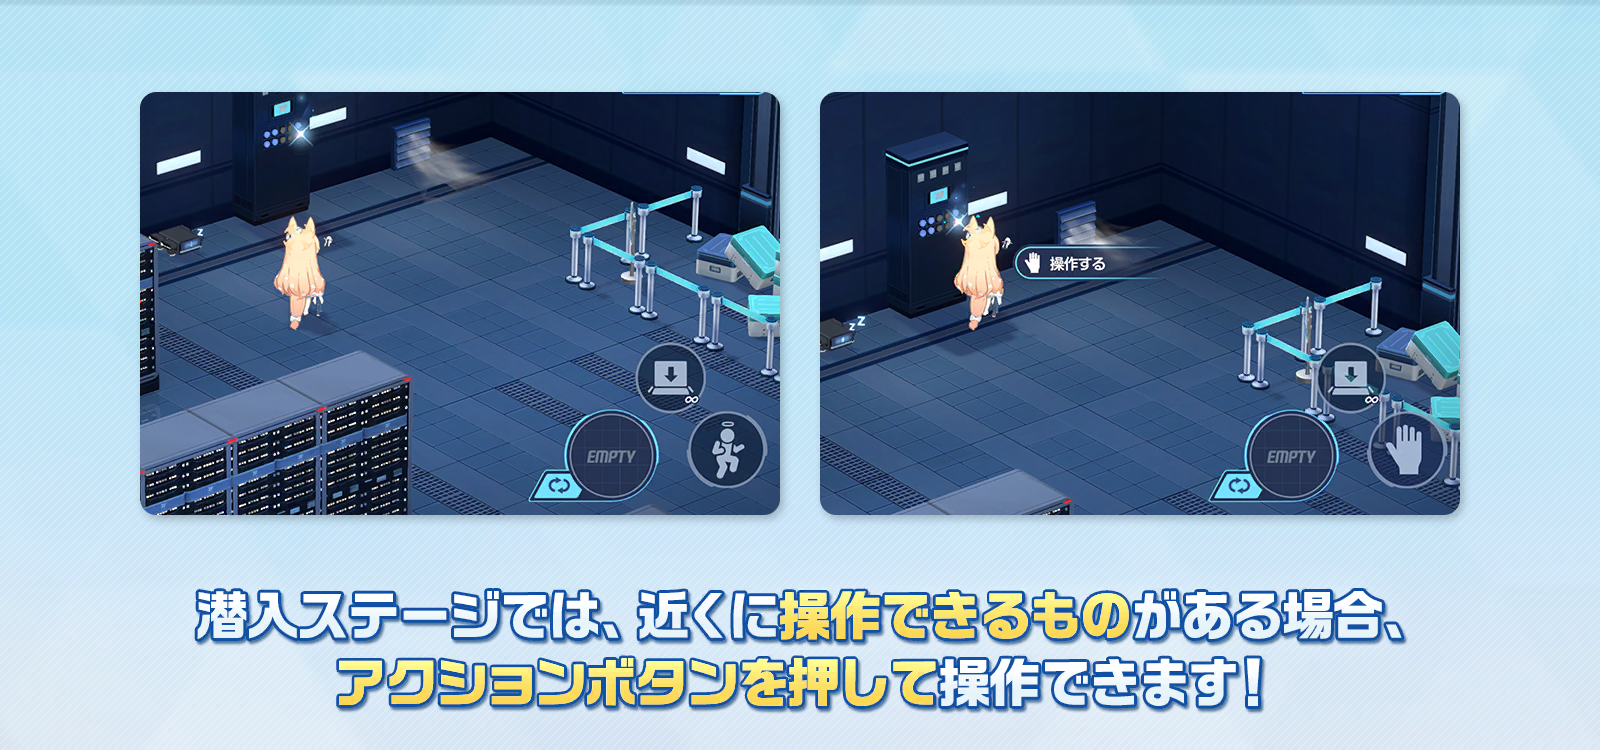 z
EMPTY
操作する
z z
EMPTY
潜入ステージでは、近くに操作できるものがある場合、
アクションボタンを押して操作できます!